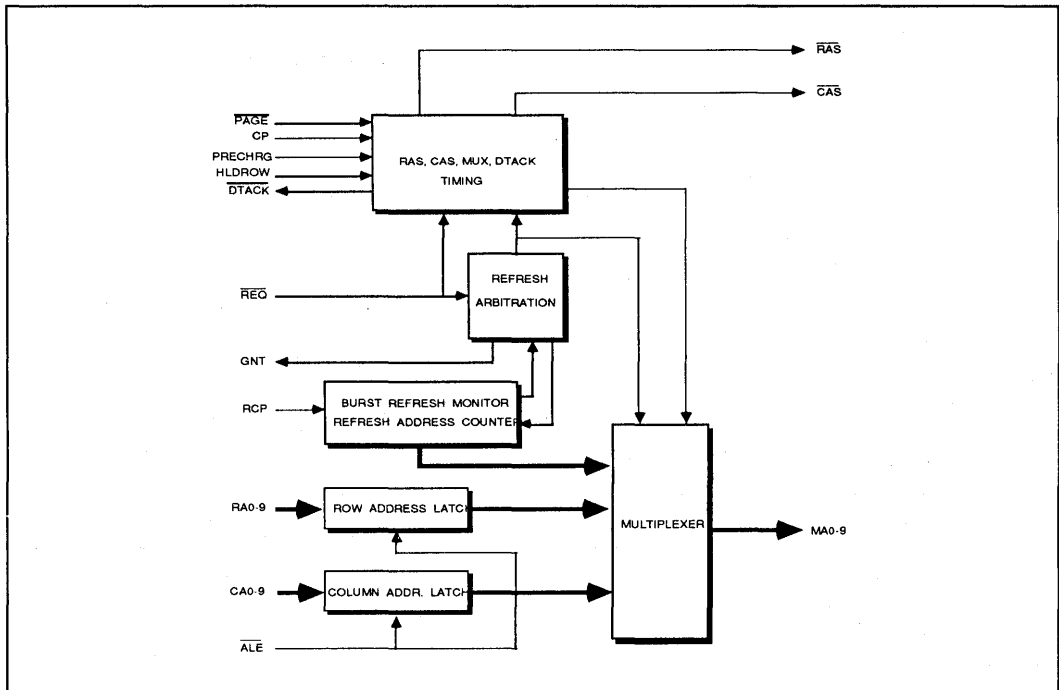 RAS
CAS
PAGE
CP
PRECHRG
HLDROW
DTACK
RAS, CAS, MUX, DTACK
TIMING
REQ
REFRESH
ARBITRATION
GNT
RCP
BURST REFRESH MONITOR
REFRESH ADDRESS COUNTER
RA0-9
ROW ADDRESS LATCH
MULTIPLEXER
MA0-9
CA0-9
COLUMN ADDR. LATCH
ALE